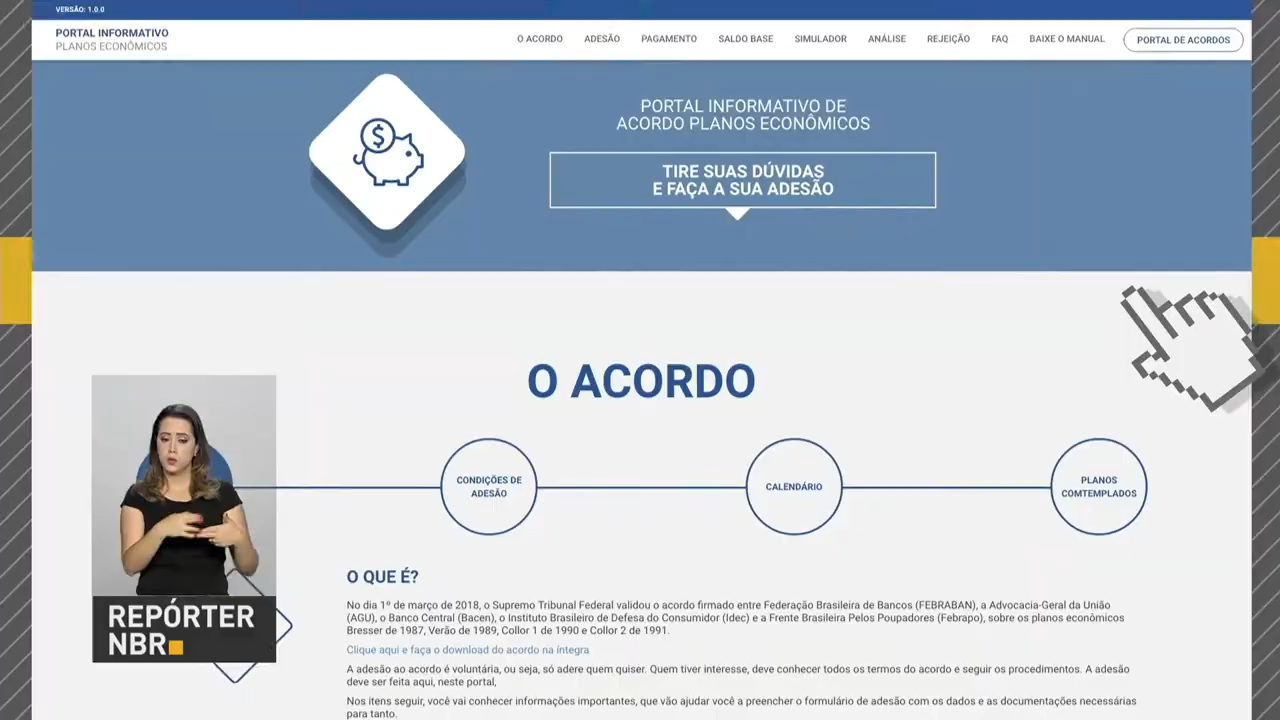 VERSÃO: 1.0.0
PORTAL INFORMATIVO
PLANOS ECONÔMICOS
O ACORDO
ADESÃO
PAGAMENTO
SALDO BASE
SIMULADOR
ANÁLISE
REJEIÇÃO
FAQ
BAIXE O MANUAL
PORTAL DE ACORDOS
$
PORTAL INFORMATIVO DE
ACORDO PLANOS ECONÔMICOS
TIRE SUAS DÚVIDAS
E FAÇA A SUA ADESÃO
O ACORDO
CONDIÇÕES DE
ADESÃO
CALENDÁRIO
PLANOS
COMTEMPLADOS
O QUE É?
No dia 1º de março de 2018, o Supremo Tribunal Federal validou o acordo firmado entre Federação Brasileira de Bancos (FEBRABAN), a Advocacia-Geral da União
(AGU), o Banco Central (Bacen), o Instituto Brasileiro de Defesa do Consumidor (Idec) e a Frente Brasileira Pelos Poupadores (Febrapo), sobre os planos econômicos
Bresser de 1987, Verão de 1989, Collor 1 de 1990 e Collor 2 de 1991.
Clique aqui e faça o download do acordo na íntegra
A adesão ao acordo é voluntária, ou seja, só adere quem quiser. Quem tiver interesse, deve conhecer todos os termos do acordo e seguir os procedimentos. A adesão
deve ser feita aqui, neste portal,
Nos itens seguir, você vai conhecer informações importantes, que vão ajudar você a preencher o formulário de adesão com os dados e as documentações necessárias
para tanto.
REPÓRTER
NBR